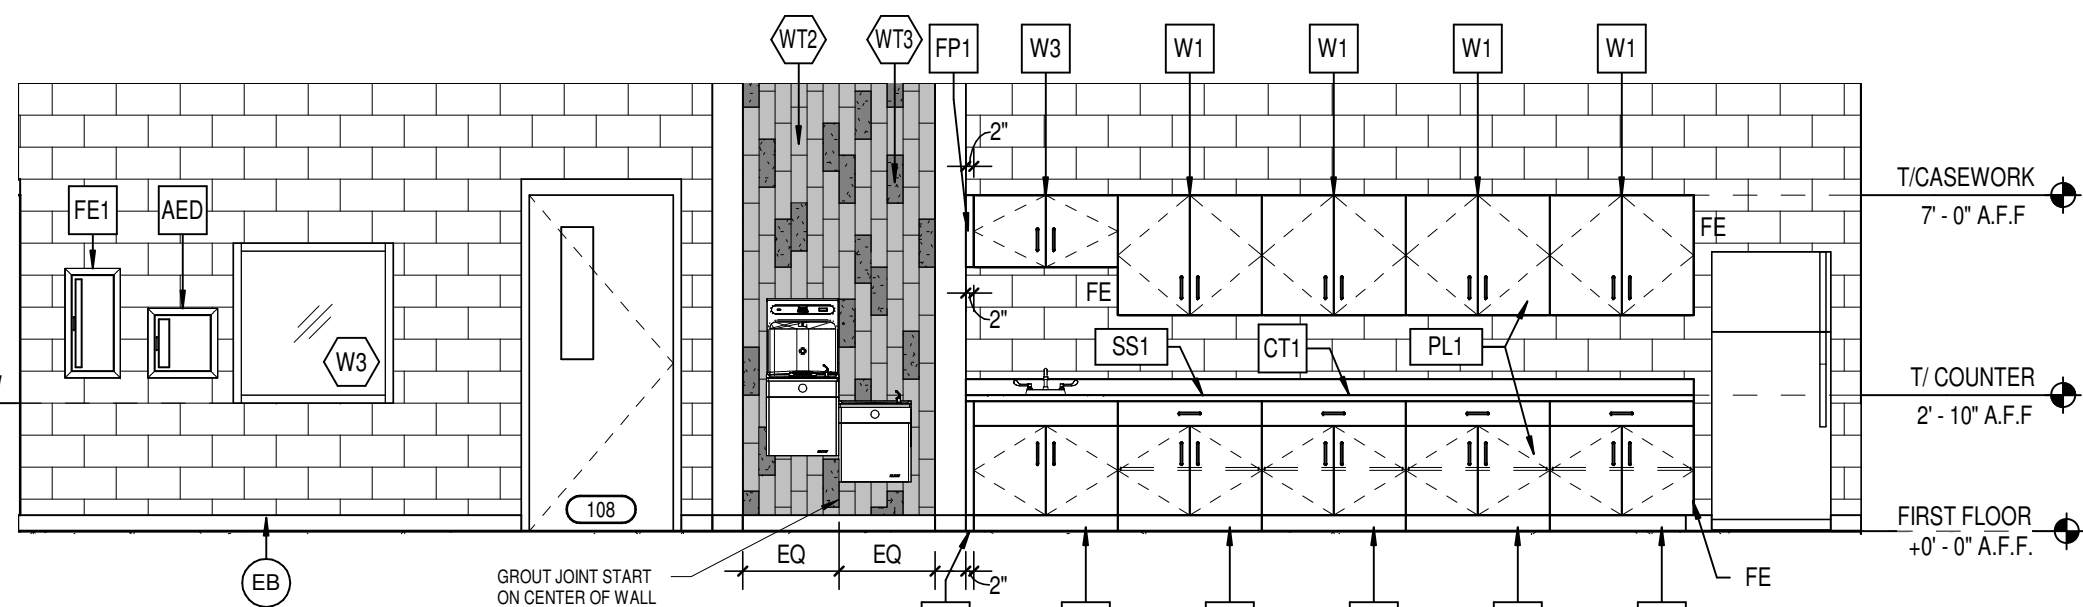 WT2
WT3
FP1
W3
W1
W1
W1
W1
2"
T/CASEWORK
7' - 0" A.F.F
FE1
AED
FE
FE
2"
W3
SS1
CT1
PL1
T/ COUNTER
2' - 10" A.F.F
108
FIRST FLOOR
+0' - 0" A.F.F.
EB
GROUT JOINT START
ON CENTER OF WALL
EQ
EQ
2"
FE